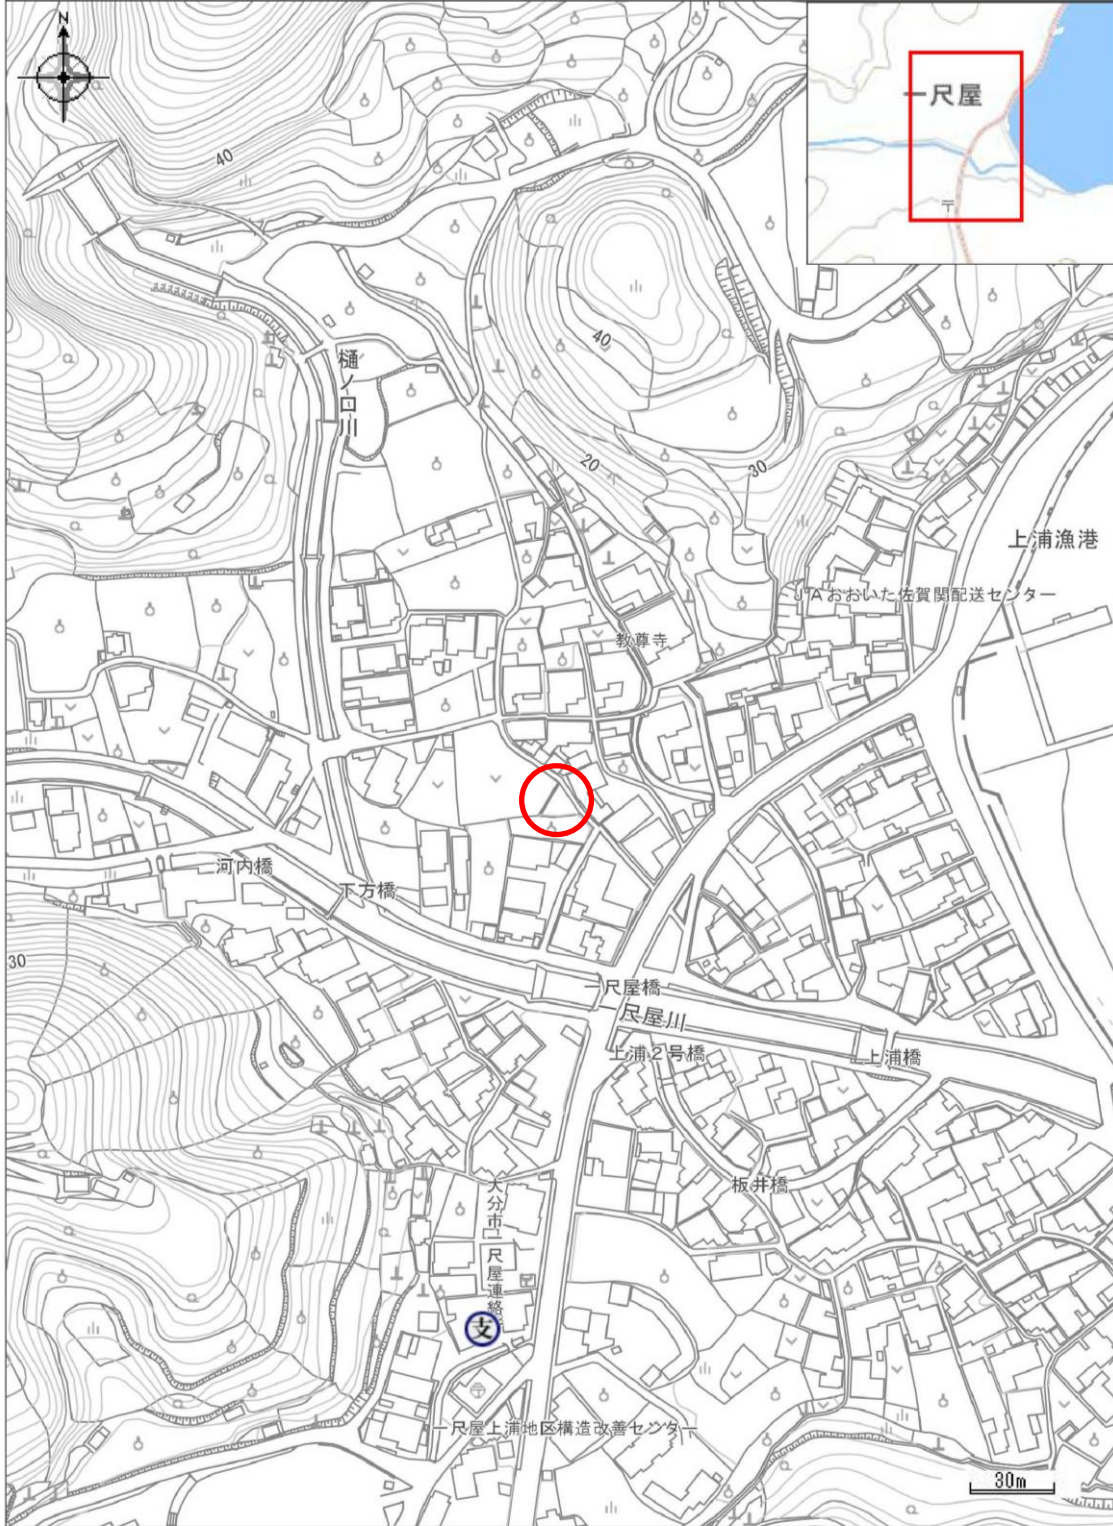 N
一尺屋
〒
40
樋ノ口川
40
20
30
上浦漁港
JAおおいた佐賀関配送センター
教尊寺
河内橋
下方橋
30
一尺屋橋
一尺屋川
上浦2号橋
上浦橋
板井橋
大分市一尺屋連絡
支
一尺屋上浦地区構造改善センター
30m